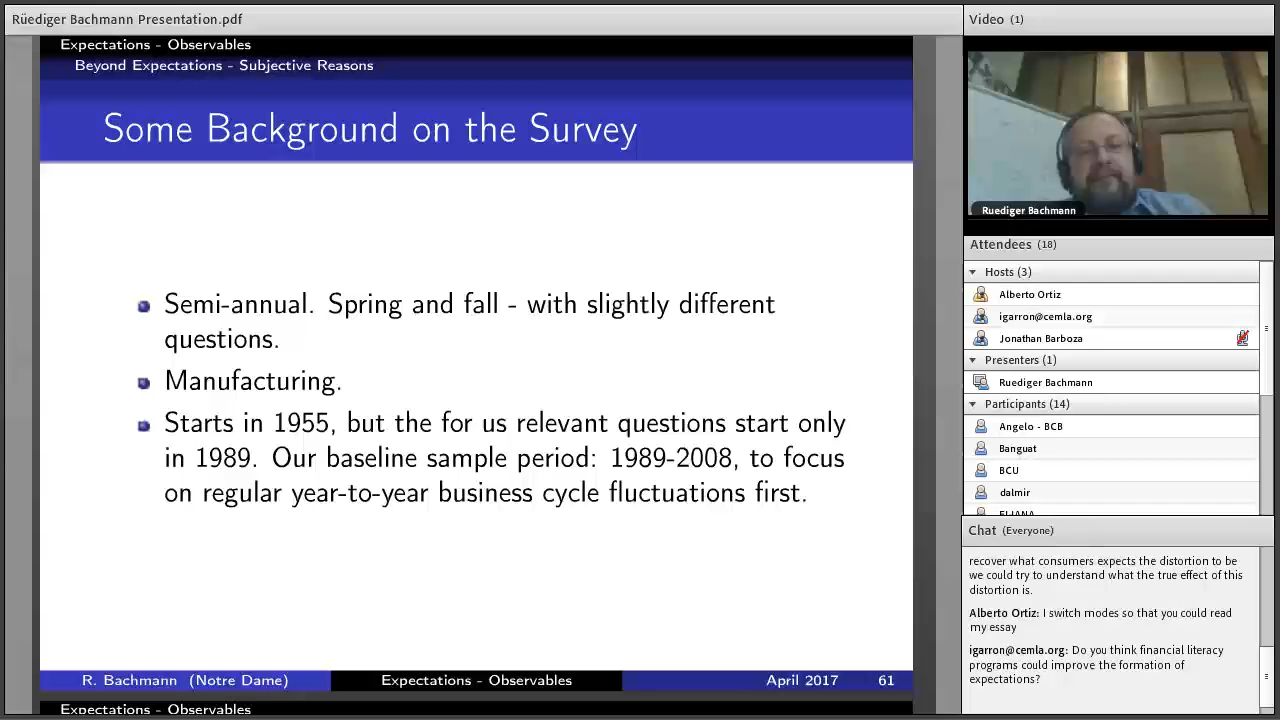 Rüediger Bachmann Presentation.pdf
Expectations - Observables
Beyond Expectations - Subjective Reasons
Some Background on the Survey
Semi-annual. Spring and fall - with slightly different
questions.
Manufacturing.
Starts in 1955, but the for us relevant questions start only
in 1989. Our baseline sample period: 1989-2008, to focus
on regular year-to-year business cycle fluctuations first.
R. Bachmann (Notre Dame)
Expectations - Observables
April 2017 61
Expectations - Observables
Video (1)
Ruediger Bachmann
Attendees (18)
Hosts (3)
Alberto Ortiz
igarron@cemla.org
Jonathan Barboza
Presenters (1)
Ruediger Bachmann
Participants (14)
Angelo - BCB
Banguat
BCU
dalmir
Chat (Everyone)
recover what consumers expects the distortion to be
we could try to understand what the true effect of this
distortion is.
Alberto Ortiz: I switch modes so that you could read
my essay
igarron@cemla.org: Do you think financial literacy
programs could improve the formation of
expectations?